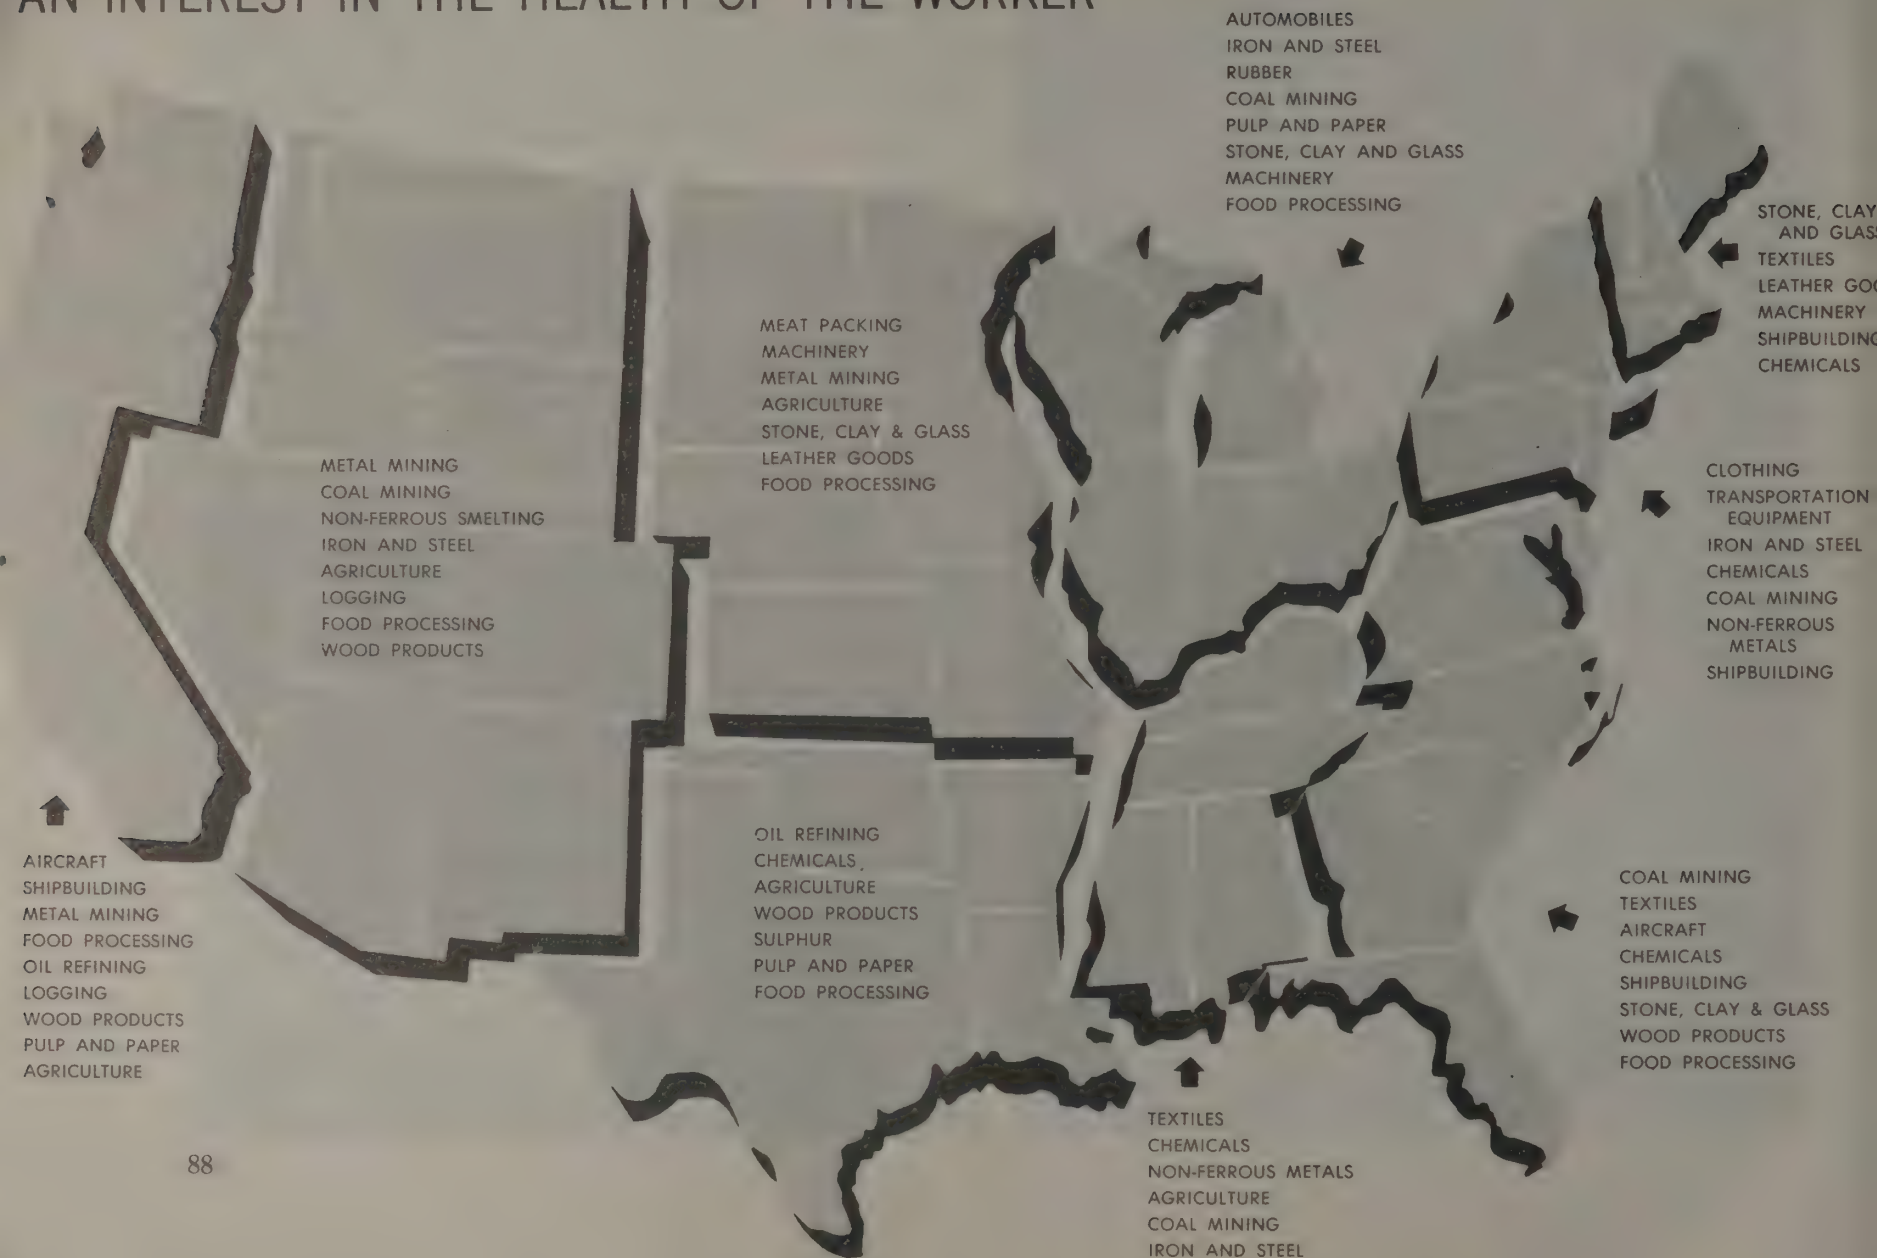 AN INTEREST IN THE HEALTH OF THE WORKER
AUTOMOBILES
IRON AND STEEL
RUBBER
COAL MINING
PULP AND PAPER
STONE, CLAY AND GLASS
MACHINERY
FOOD PROCESSING
STONE, CLAY
AND GLASS
TEXTILES
LEATHER
MACHINERY
SHIPBUILDING
CHEMICALS
MEAT PACKING
MACHINERY
METAL MINING
AGRICULTURE
STONE, CLAY & GLASS
LEATHER GOODS
FOOD PROCESSING
METAL MINING
COAL MINING
NON-FERROUS SMELTING
IRON AND STEEL
AGRICULTURE
LOGGING
FOOD PROCESSING
WOOD PRODUCTS
CLOTHING
TRANSPORTATION
EQUIPMENT
IRON AND STEEL
CHEMICALS
COAL MINING
NON-FERROUS
METALS
SHIPBUILDING
AIRCRAFT
SHIPBUILDING
METAL MINING
FOOD PROCESSING
OIL REFINING
LOGGING
WOOD PRODUCTS
PULP AND PAPER
AGRICULTURE
OIL REFINING
CHEMICALS
AGRICULTURE
WOOD PRODUCTS
SULPHUR
PULP AND PAPER
FOOD PROCESSING
COAL MINING
TEXTILES
AIRCRAFT
CHEMICALS
SHIPBUILDING
STONE, CLAY & GLASS
WOOD PRODUCTS
FOOD PROCESSING
TEXTILES
CHEMICALS
NON-FERROUS METALS
AGRICULTURE
COAL MINING
IRON AND STEEL
88